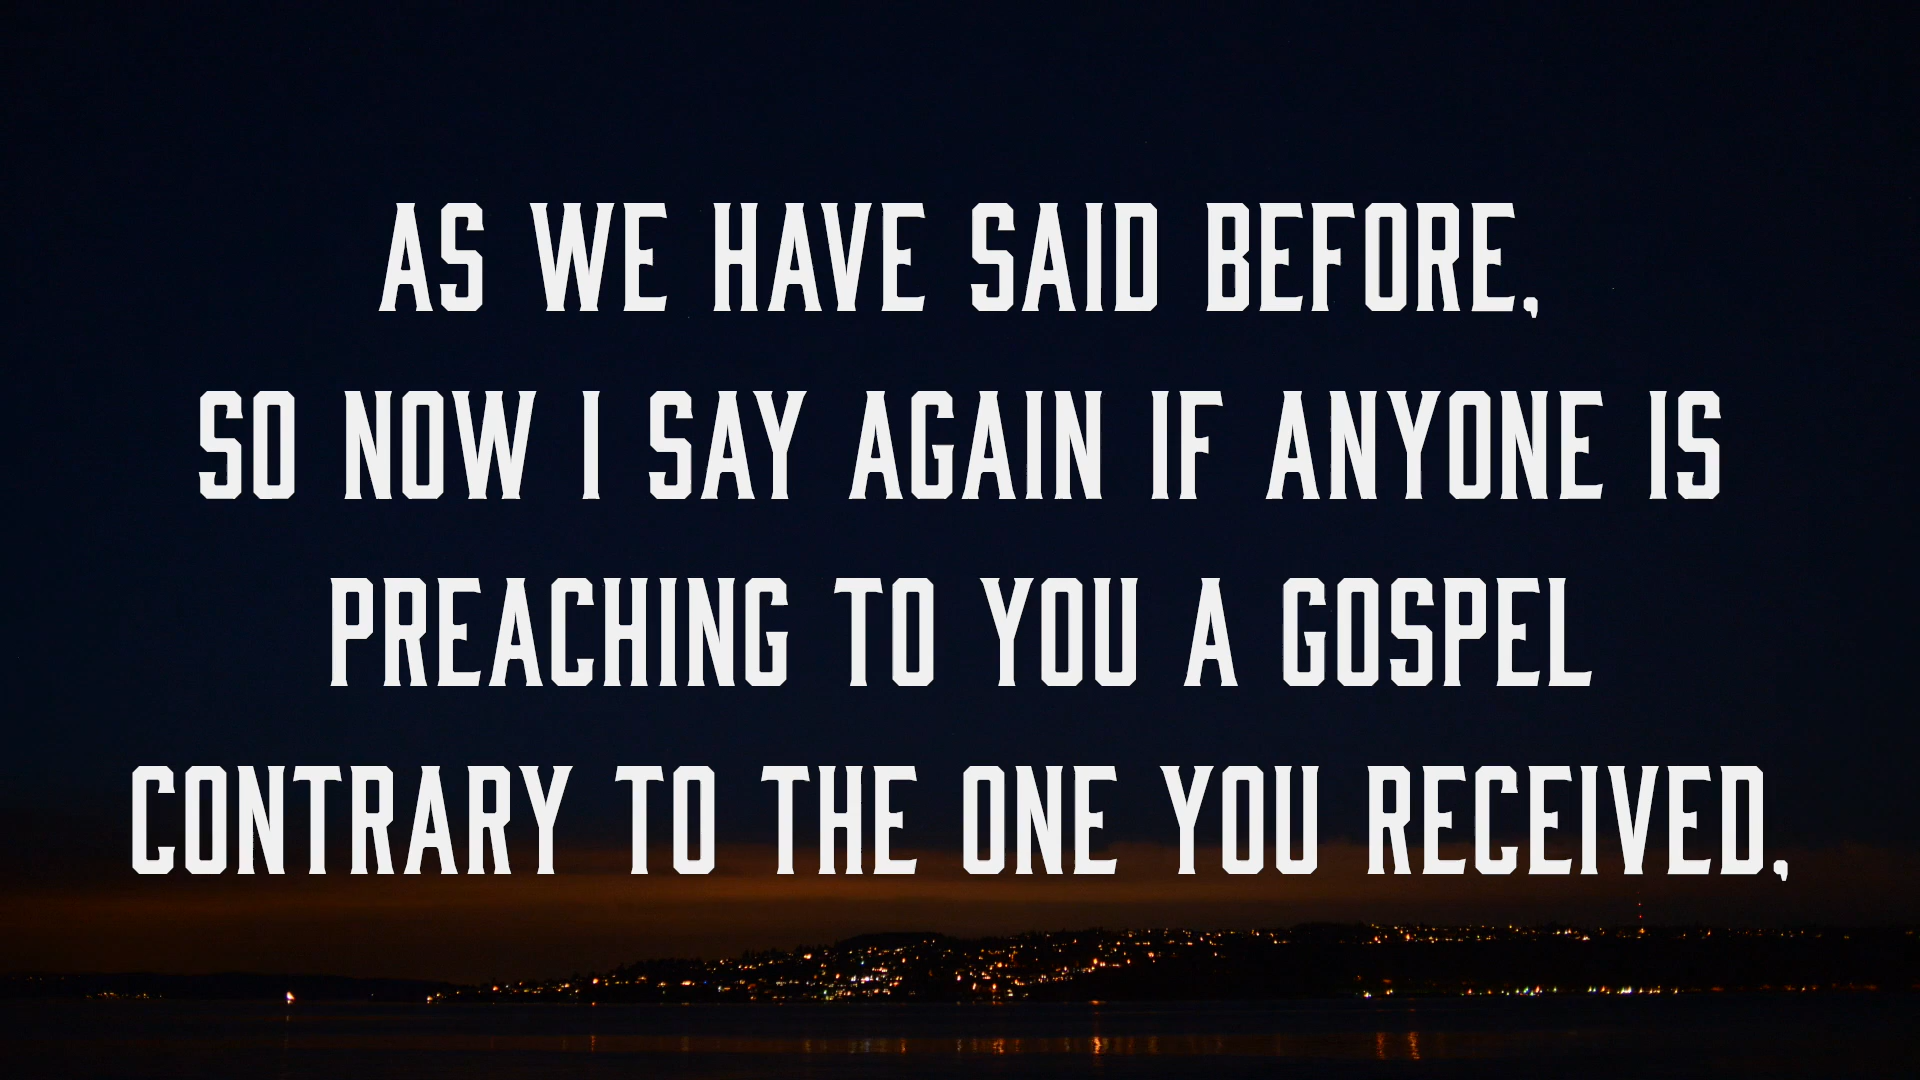 AS WE HAVE SAID BEFORE,
SO NOW I SAY AGAIN IF ANYONE IS
PREACHING TO YOU A GOSPEL
CONTRARY TO THE ONE YOU RECEIVED,